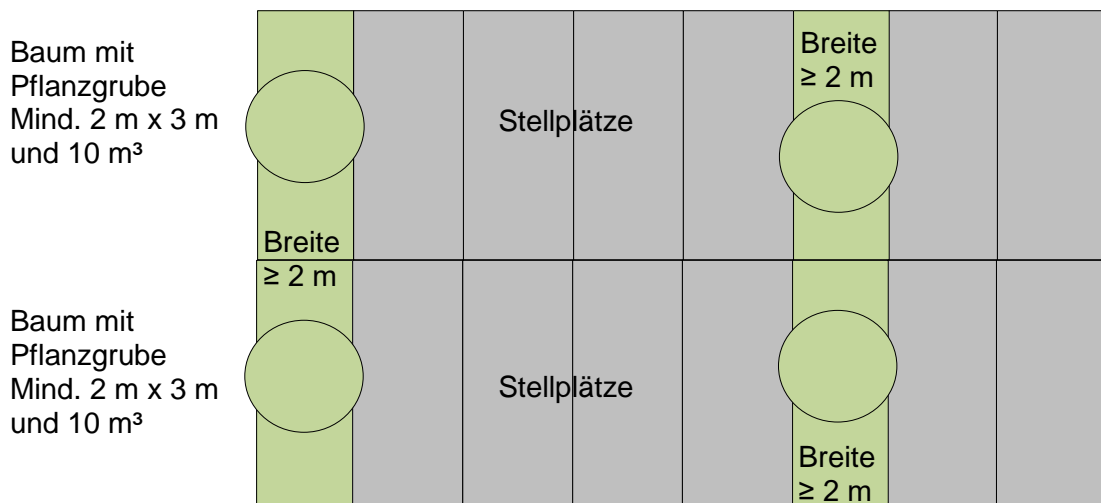 Baum mit
Pflanzgrube
Mind. 2 m x 3 m
und 10 m³
Stellplätze
Breite
≥ 2 m
Breite
≥ 2 m
Baum mit
Pflanzgrube
Mind. 2 m x 3 m
und 10 m³
Stellplätze
Breite
≥ 2 m